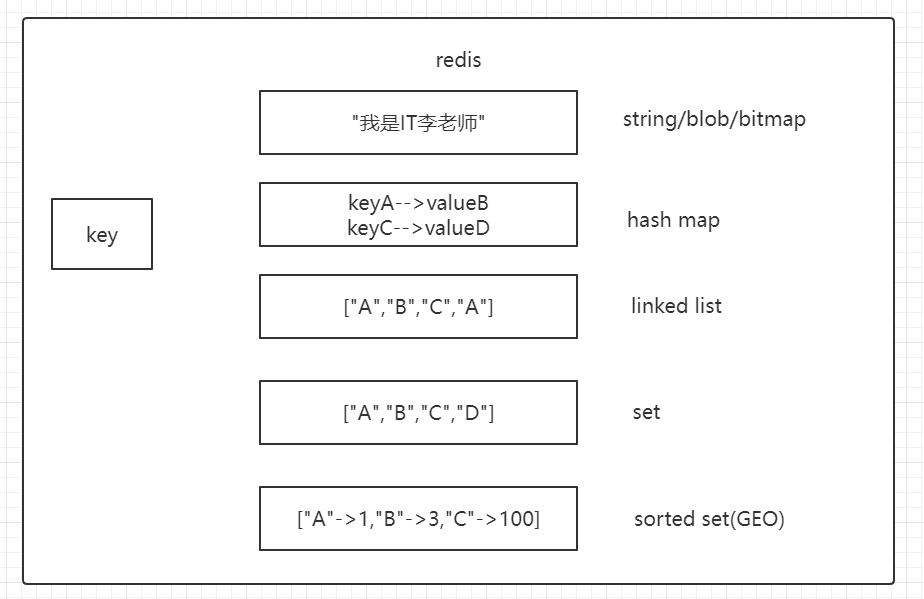 redis
"我是IT李老师"
string/blob/bitmap
key
keyA-->valueB
keyC-->valueD
hash map
["A","B","C","A"]
linked list
["A","B","C","D"]
set
["A"->1,"B"->3,"C"->100]
sorted set(GEO)